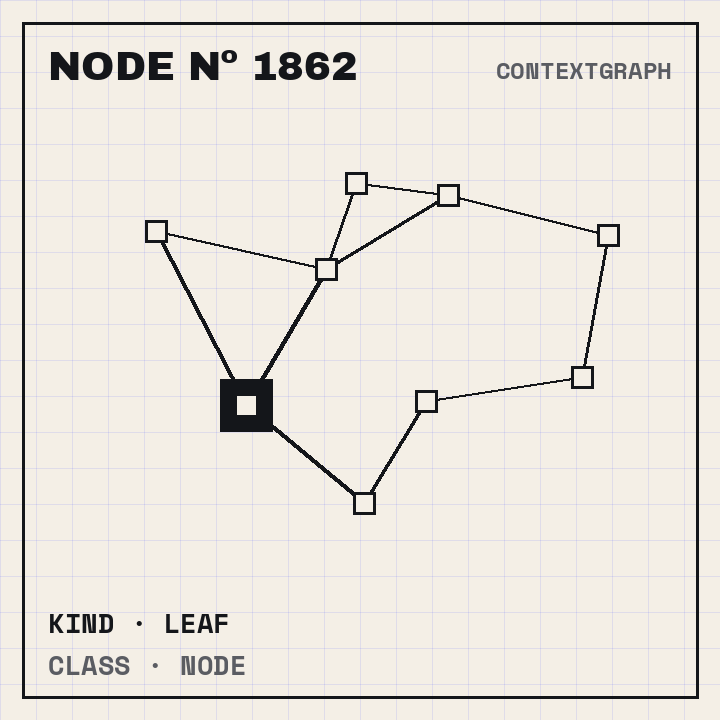 NODE Nº 1862
CONTEXTGRAPH
KIND · LEAF
CLASS · NODE